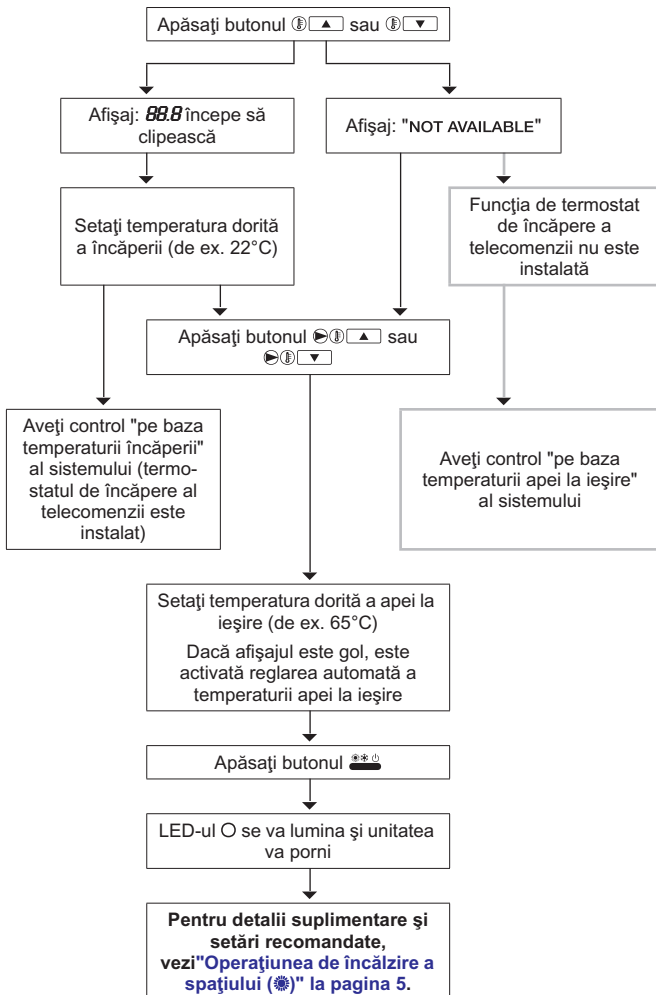 Apăsaţi butonul ▲ sau ▼
Afişaj: 88.8 începe să
clipească
Afişaj: "NOT AVAILABLE"
Setaţi temperatura dorită
a încăperii (de ex. 22°C)
Funcţia de termostat
de încăpere a
telecomenzii nu este
instalată
Apăsaţi butonul ▲ sau
▼
Aveţi control "pe baza
temperaturii încăperii"
al sistemului (termo-
statul de încăpere al
telecomenzii este
instalat)
Aveţi control "pe baza
temperaturii apei la ieşire"
al sistemului
Setaţi temperatura dorită a apei la
ieşire (de ex. 65°C)
Dacă afişajul este gol, este
activată reglarea automată a
temperaturii apei la ieşire
Apăsaţi butonul
LED-ul se va lumina şi unitatea
va porni
Pentru detalii suplimentare şi
setări recomandate,
vezi"Operaţiunea de încălzire a
spaţiului (☀)" la pagina 5.